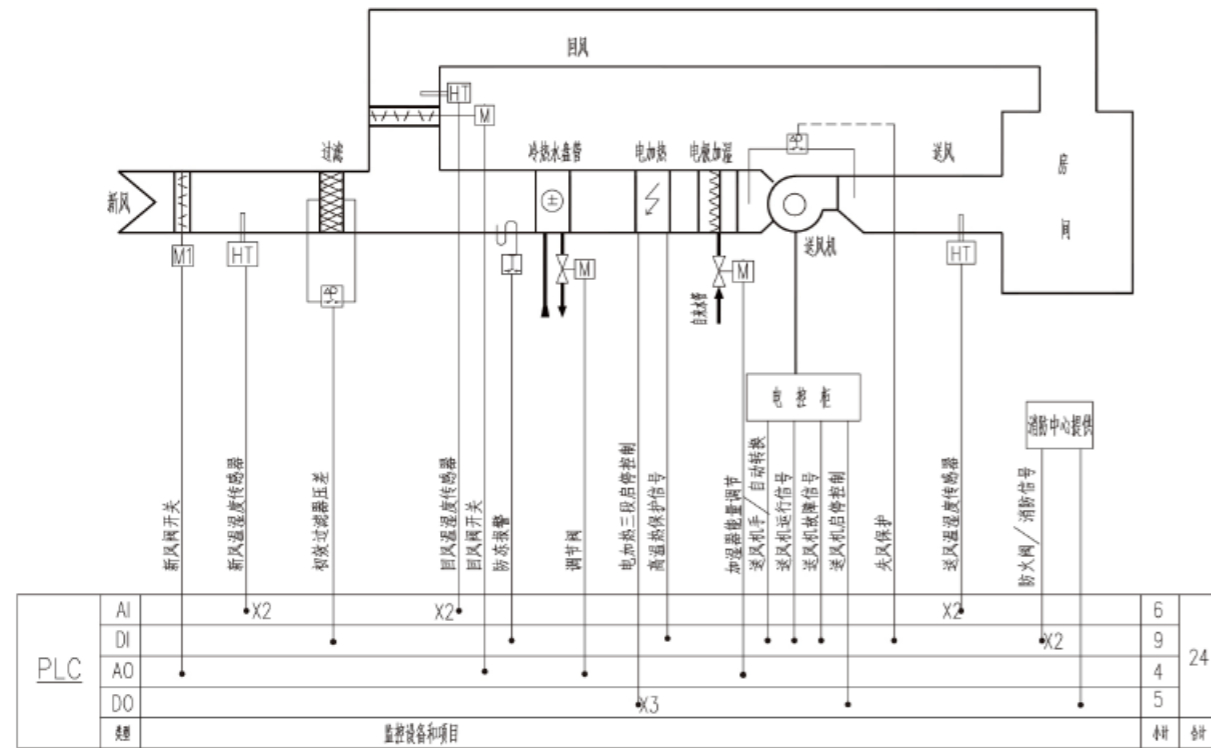 回风
HT
M
过滤
冷热水盘管
电加热
电极加湿
送风
新风
房间
送风机
M1
HT
M
M
HT
自来水管
电控柜
消防中心提供
新风阀开关
新风温湿度传感器
初效过滤器压差
回风温湿度传感器
回风阀开关
防冻报警
调节阀
电加热三段启停控制
高温热保护信号
加湿器能量调节
送风机手/自动转换
送风机运行信号
送风机故障信号
送风机启停控制
失风保护
送风温湿度传感器
防火阀/消防信号
PLC
AI X2 X2 X2 6
DI X2 9
AO 4
DO X3 5
24
类型 监控设备和项目 小计 合计